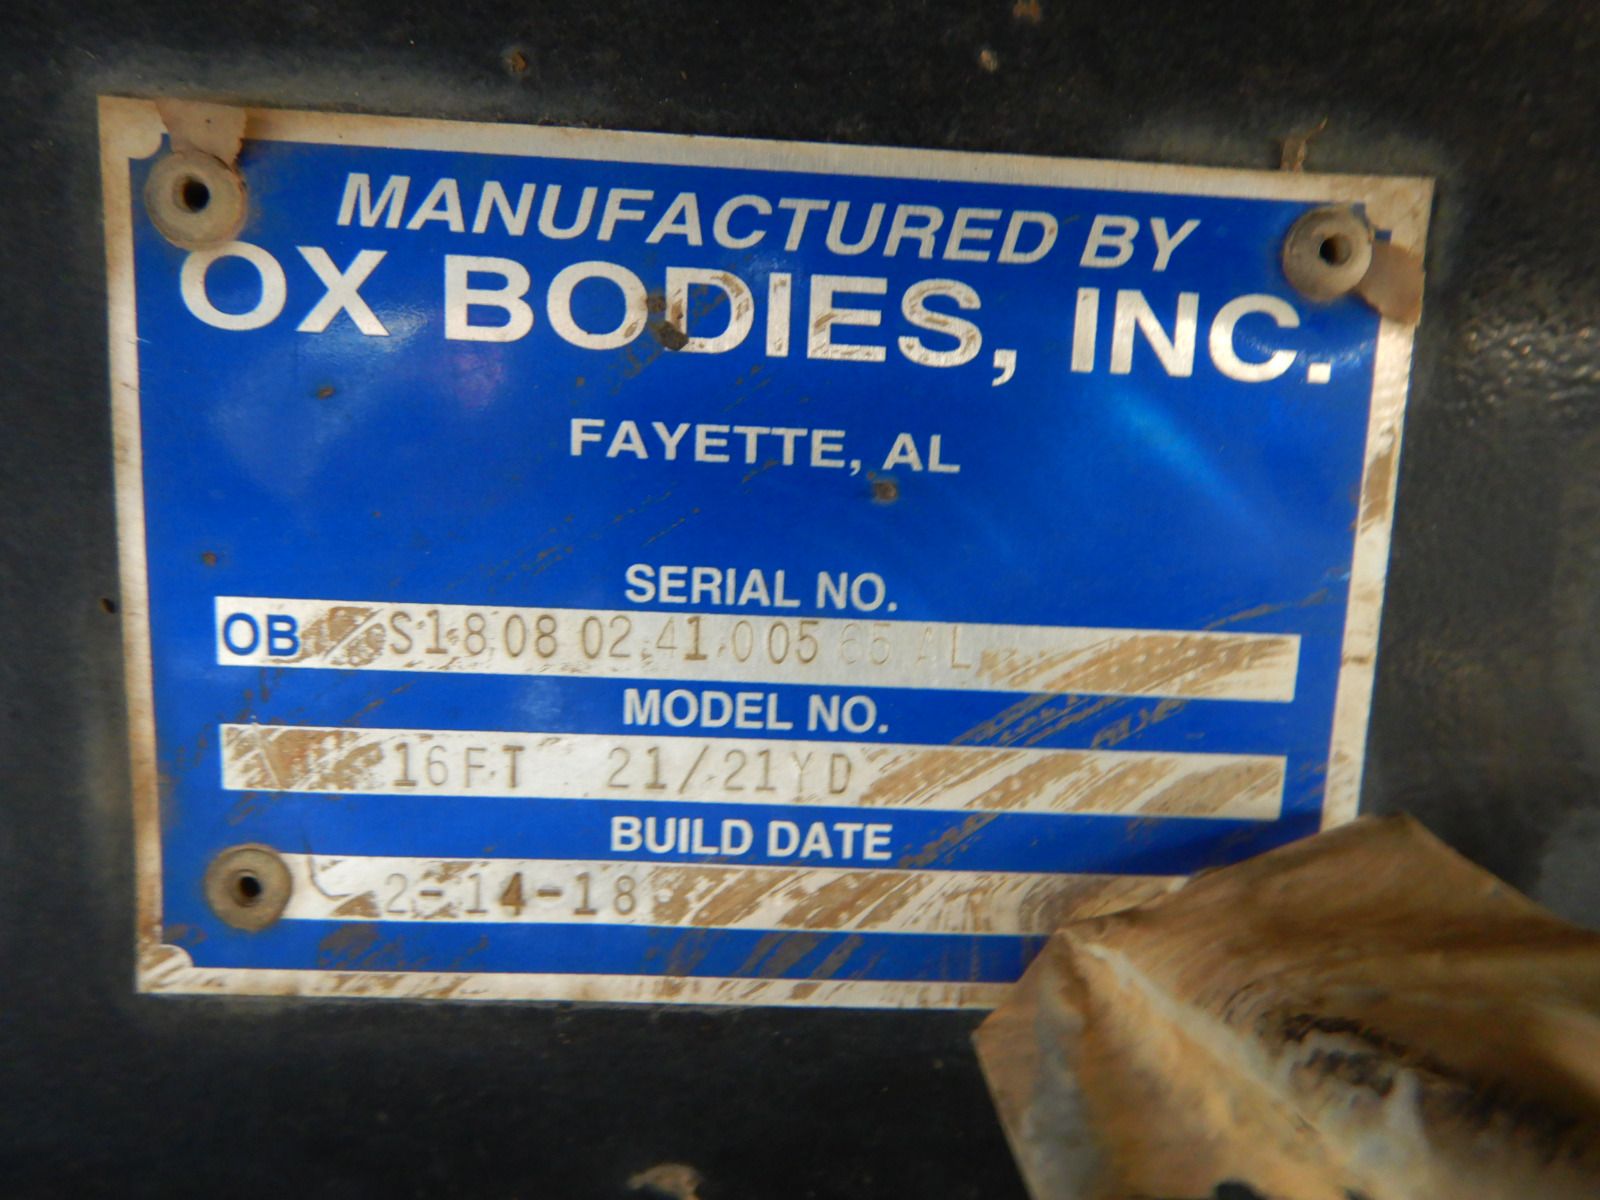 MANUFACTURED BY
OX BODIES, INC.
FAYETTE, AL
SERIAL NO.
OB S18 08 02 41 005 65 AL
MODEL NO.
16FT 21/21YD
BUILD DATE
2-14-18